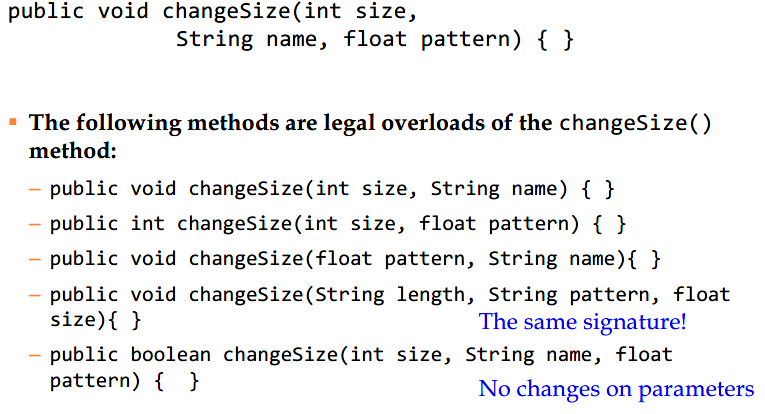 public void changeSize(int size,
String name, float pattern) { }
▪ The following methods are legal overloads of the changeSize()
method:
– public void changeSize(int size, String name) { }
– public int changeSize(int size, float pattern) { }
– public void changeSize(float pattern, String name){ }
– public void changeSize(String length, String pattern, float
size){ }
The same signature!
– public boolean changeSize(int size, String name, float
pattern) {  }
No changes on parameters